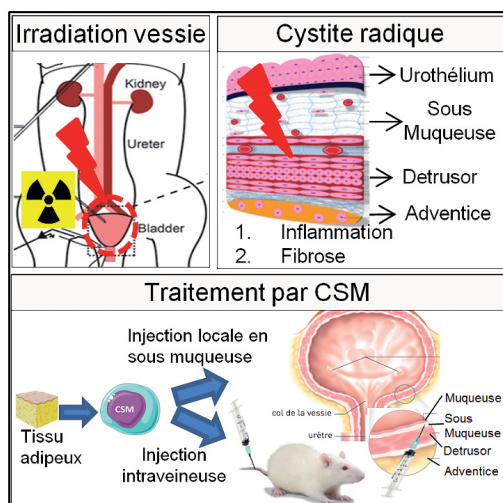 Irradiation vessie
Kidney
Ureter
Bladder
Cystite radique
Urothélium
Sous
Muqueuse
Detrusor
Adventice
1. Inflammation
2. Fibrose
Traitement par CSM
Injection locale en
sous muqueuse
CSM
Tissu
adipeux
Injection
intraveineuse
col de la vessie
urètre
Muqueuse
Sous
Muqueuse
Detrusor
Adventice